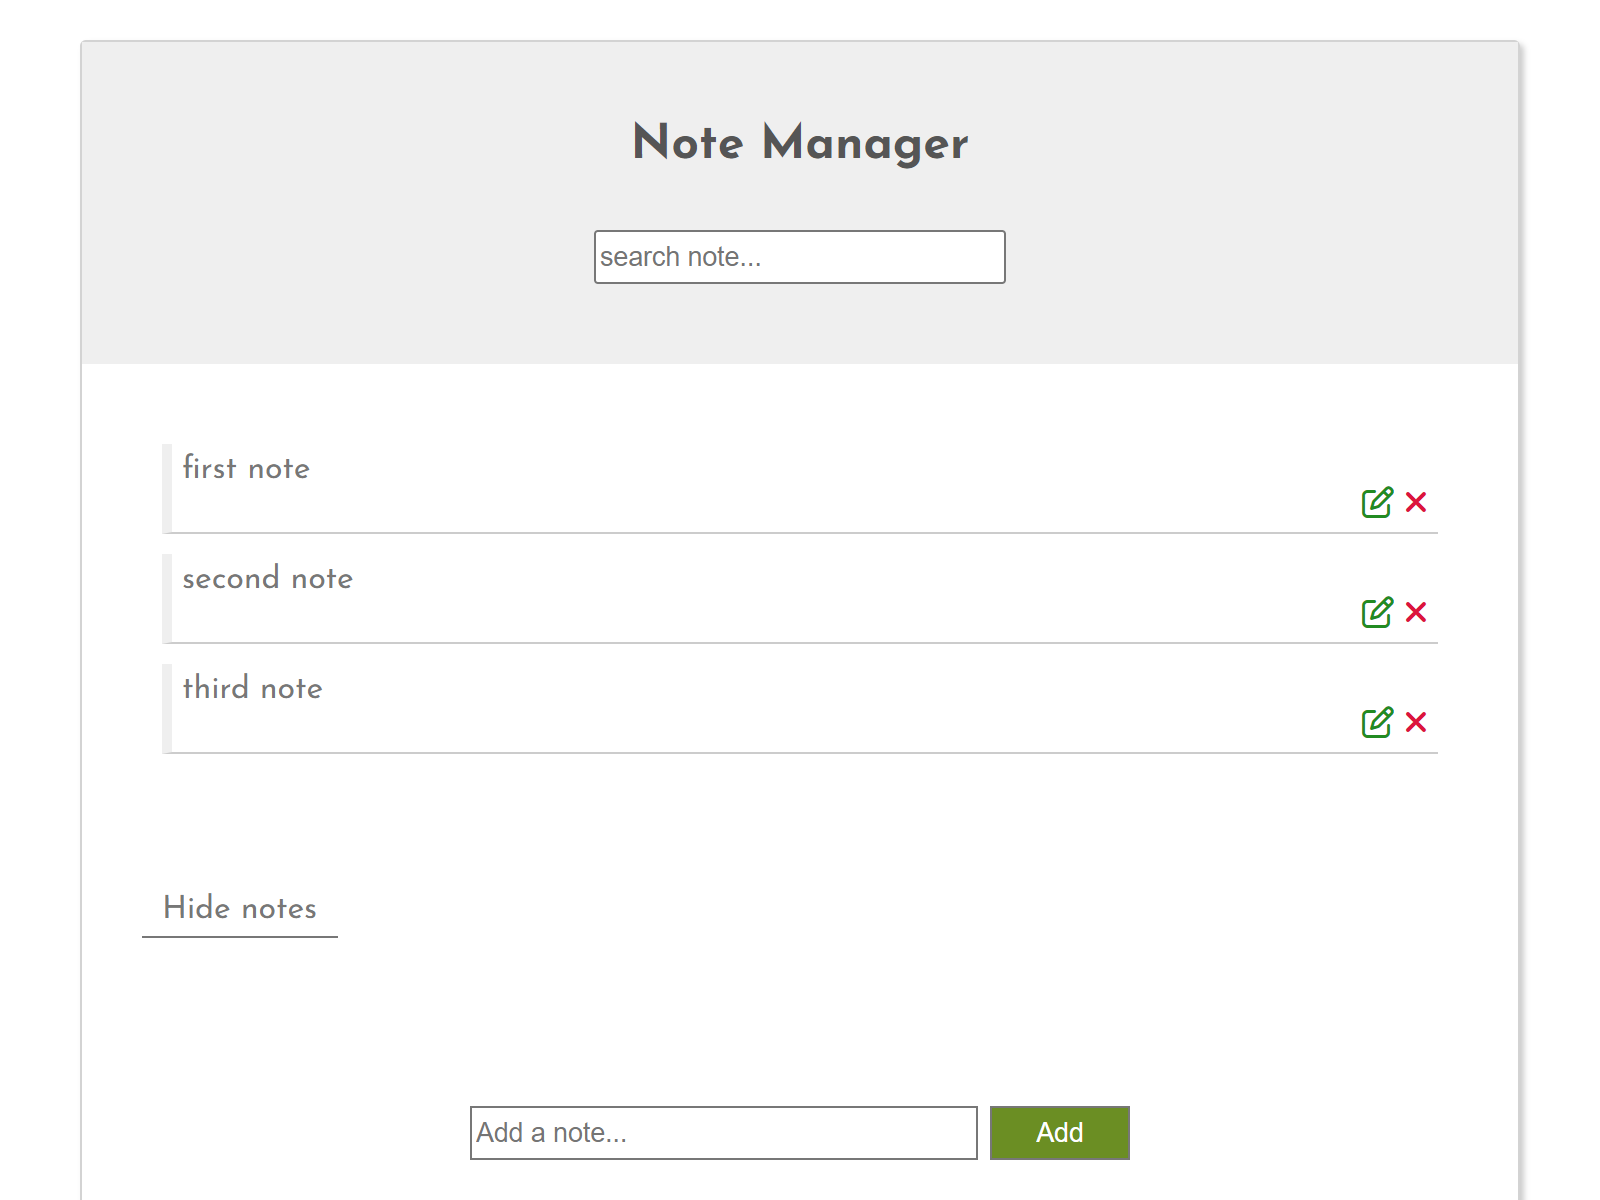 Note Manager
search note...
first note
second note
third note
Hide notes
Add a note...
Add